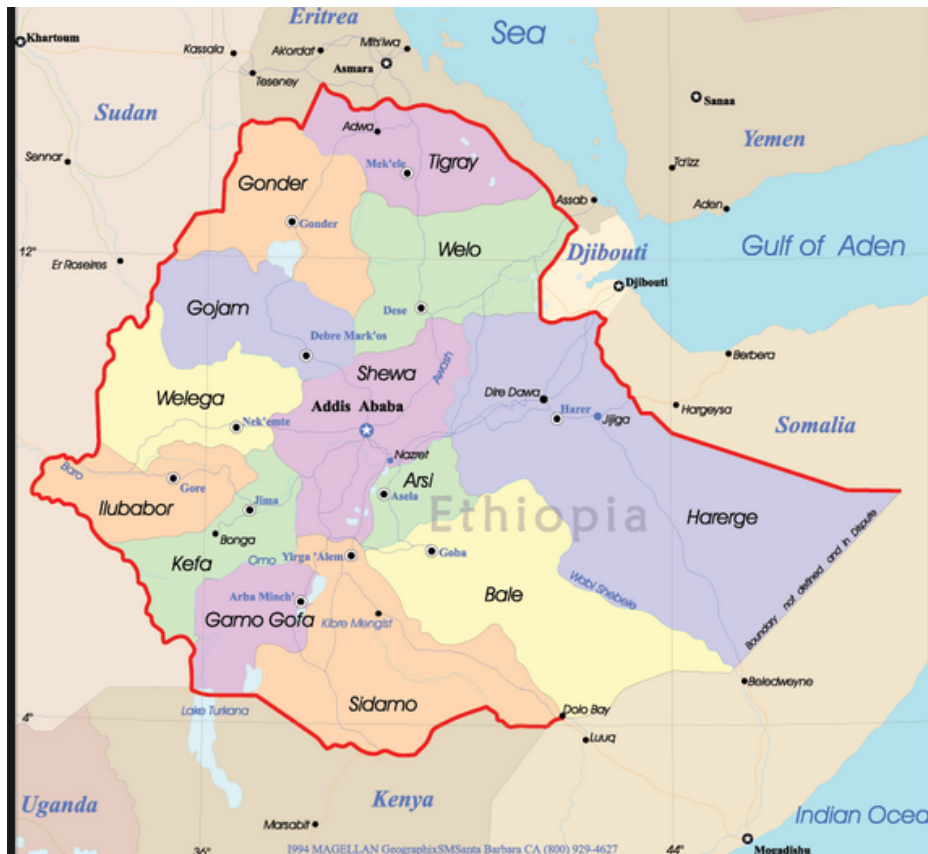 Eritrea
Sea
Khartoum
Kassala
Akordat
Mits'iwa
Asmara
Teseney
Sanaa
Sudan
Yemen
Adwa
Sennar
Tigray
Mek'ele
Ta'izz
Gonder
Assab
Aden
Gonder
12°
Welo
Djibouti
Gulf of Aden
Er Roseires
Djibouti
Gojam
Dese
Debre Mark'os
Shewa
Awash
Berbera
Welega
Dire Dawa
Addis Ababa
Harer
Jijiga
Hargeysa
Nek'emte
Somalia
Nazret
Baro
Gore
Arsi
Asela
Ilubabor
Jima
Ethiopia
Harerge
Bonga
Kefa
Omo
Yirga 'Alem
Goba
Wabi Shebele
Bale
Boundary not defined and in Dispute
Arba Minch'
Gamo Gofa
Kibre Mengist
Beledweyne
Lake Turkana
Sidamo
4°
Dolo Bay
Luuq
Uganda
Kenya
Indian Ocea
Marsabit
36°
1994 MAGELLAN GeographixSMSanta Barbara CA (800) 929-4627
44°
Mogadishu